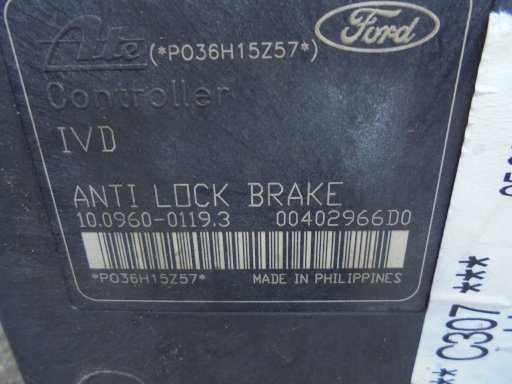 Ate (*P036H15Z57*) Ford
Controller
IVD
ANTI LOCK BRAKE
10.0960-0119.3 00402966D0
*P036H15Z57* MADE IN PHILIPPINES
** C307 ***